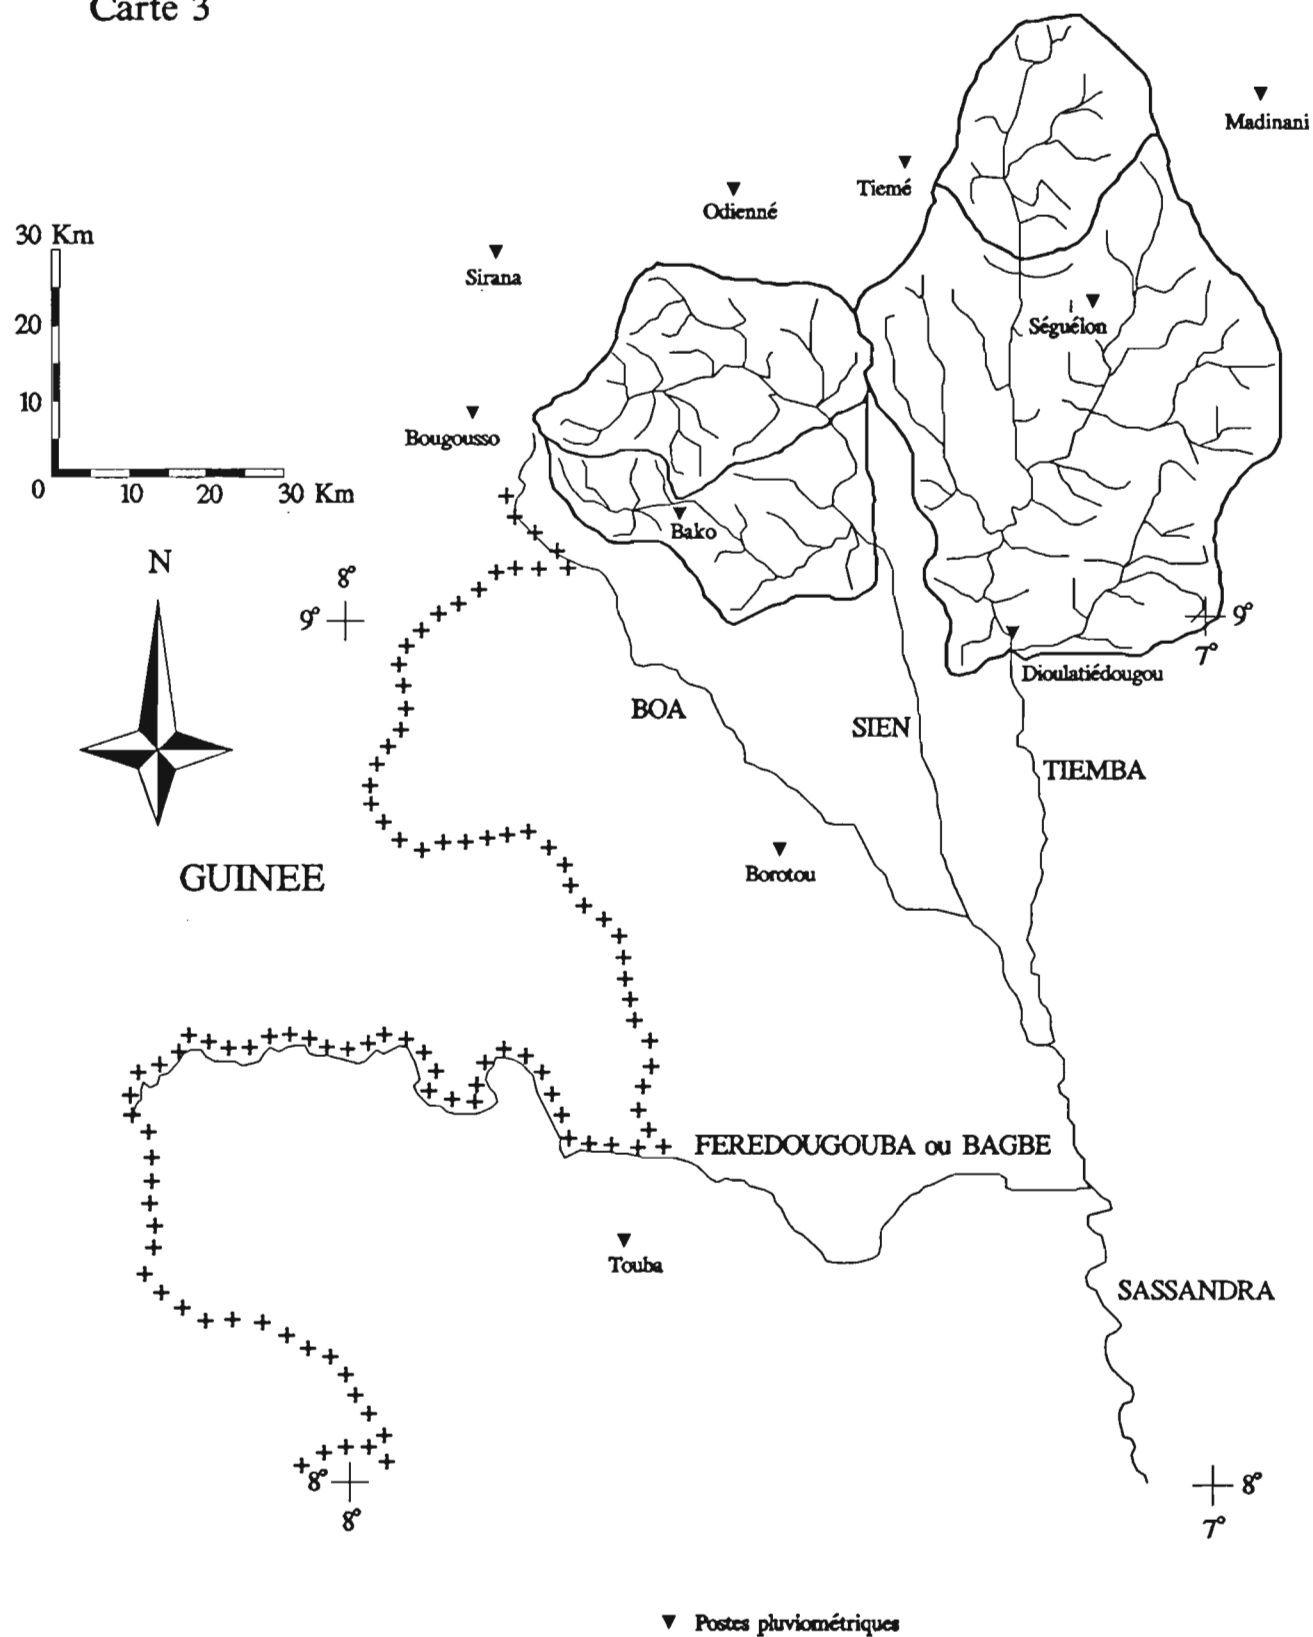 Carte 3
Madinani
Tiemé
Odienné
30 Km
Sirana
20
Séguélon
10
Bougousso
0
10
20
30 Km
Bako
N
8°
9°
9°
7°
Dioulatiédougou
BOA
SIEN
TIEMBA
GUINEE
Borotou
FEREDOUGOUBA ou BAGBE
Touba
SASSANDRA
8°
8°
8°
7°
Postes pluviométriques